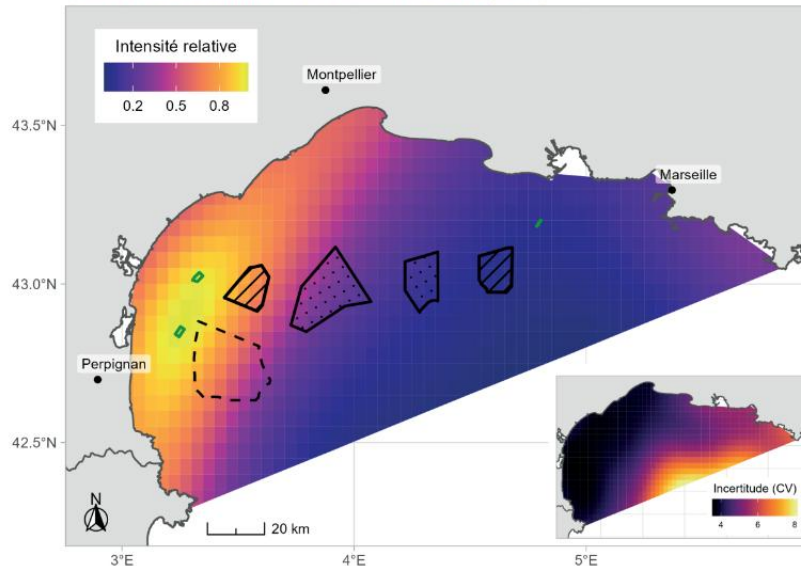 Intensité relative
0.2 0.5 0.8
Montpellier
43.5°N
Marseille
43.0°N
Perpignan
42.5°N
Incertitude (CV)
4 6 8
N
20 km
3°E 4°E 5°E